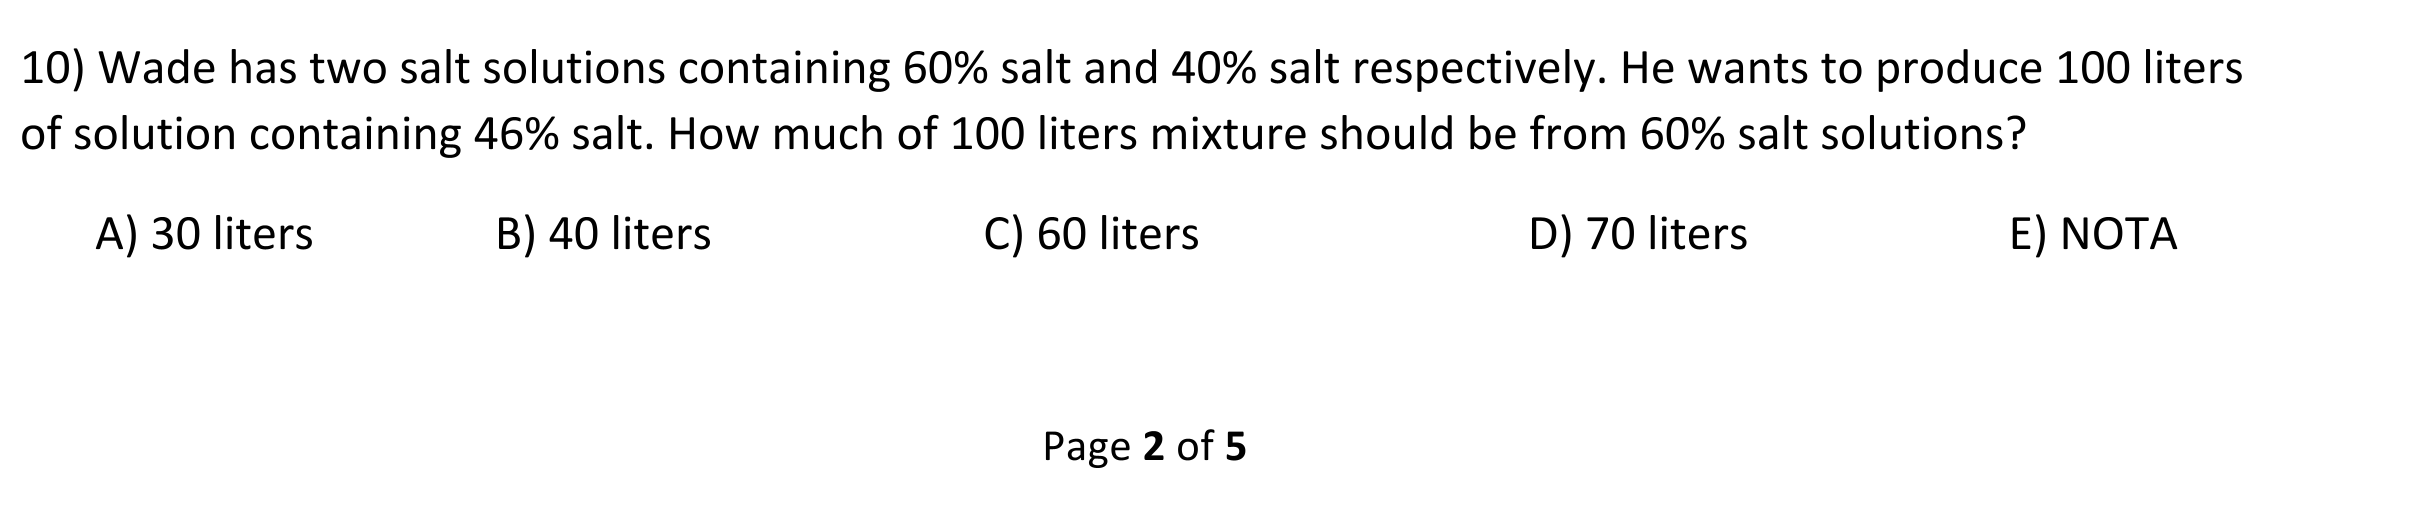 10) Wade has two salt solutions containing 60% salt and 40% salt respectively. He wants to produce 100 liters
of solution containing 46% salt. How much of 100 liters mixture should be from 60% salt solutions?
A) 30 liters B) 40 liters C) 60 liters D) 70 liters E) NOTA
Page 2 of 5